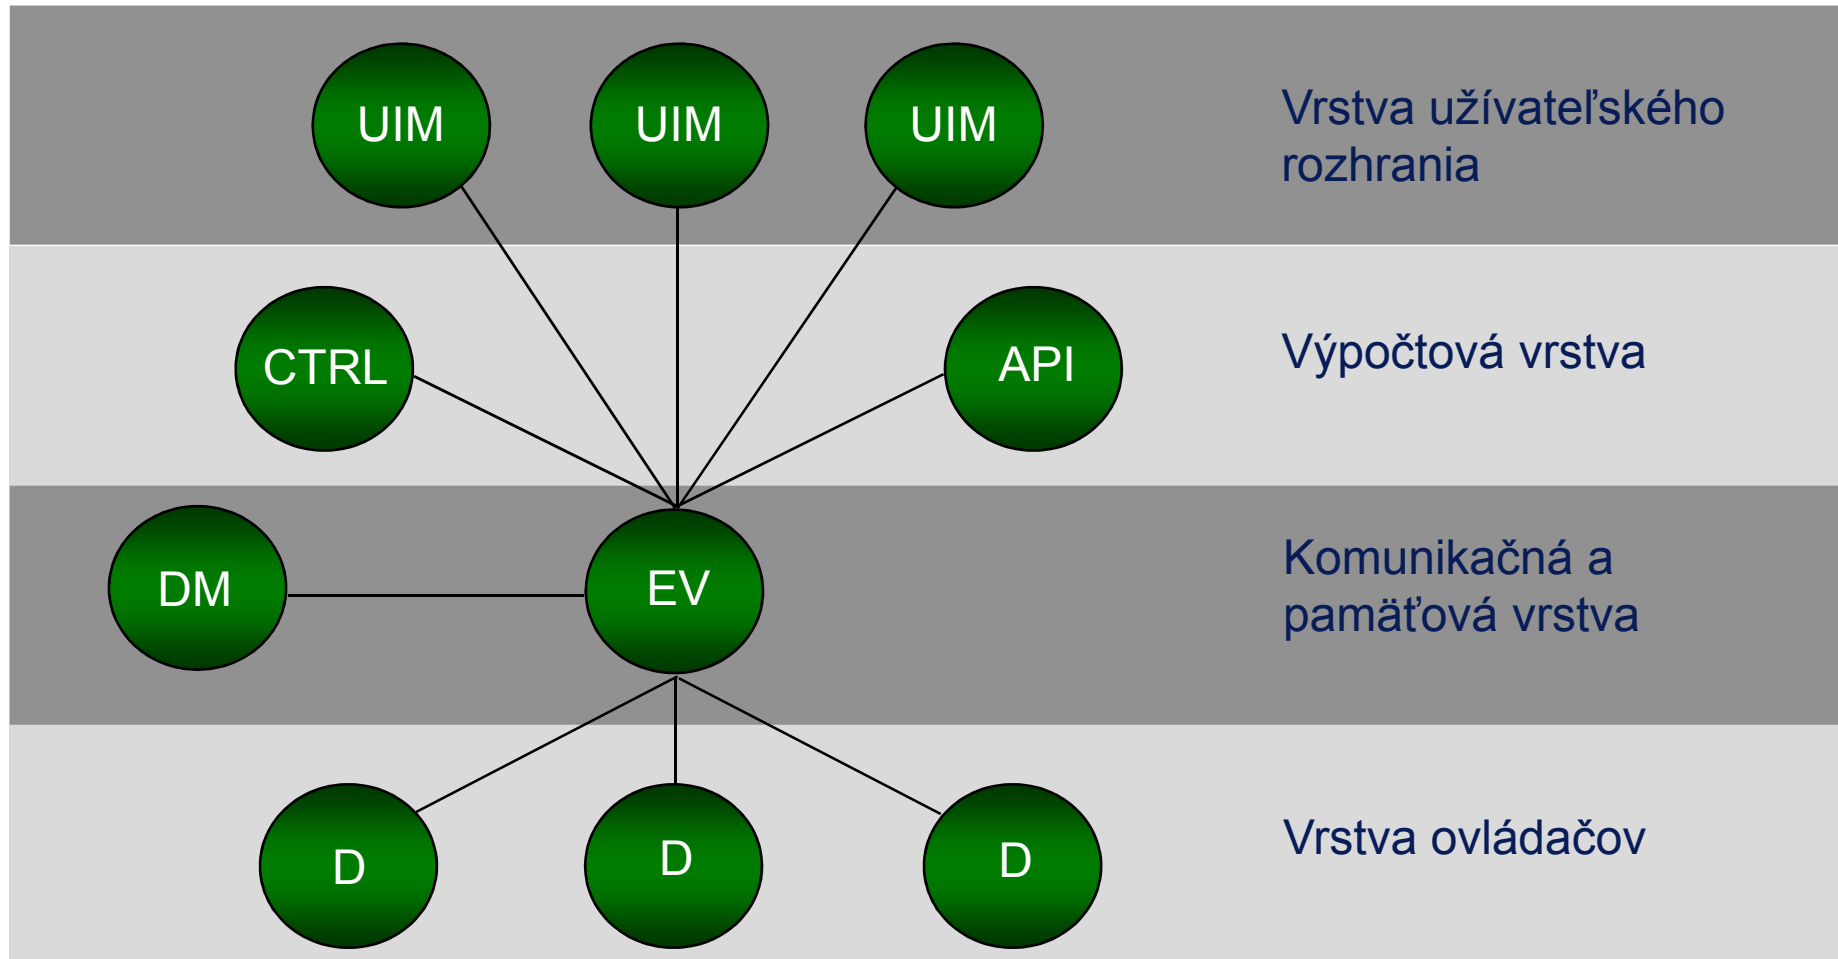 UIM UIM UIM
Vrstva užívateľského
rozhrania
CTRL API
Výpočtová vrstva
DM EV
Komunikačná a
pamäťová vrstva
D D D
Vrstva ovládačov